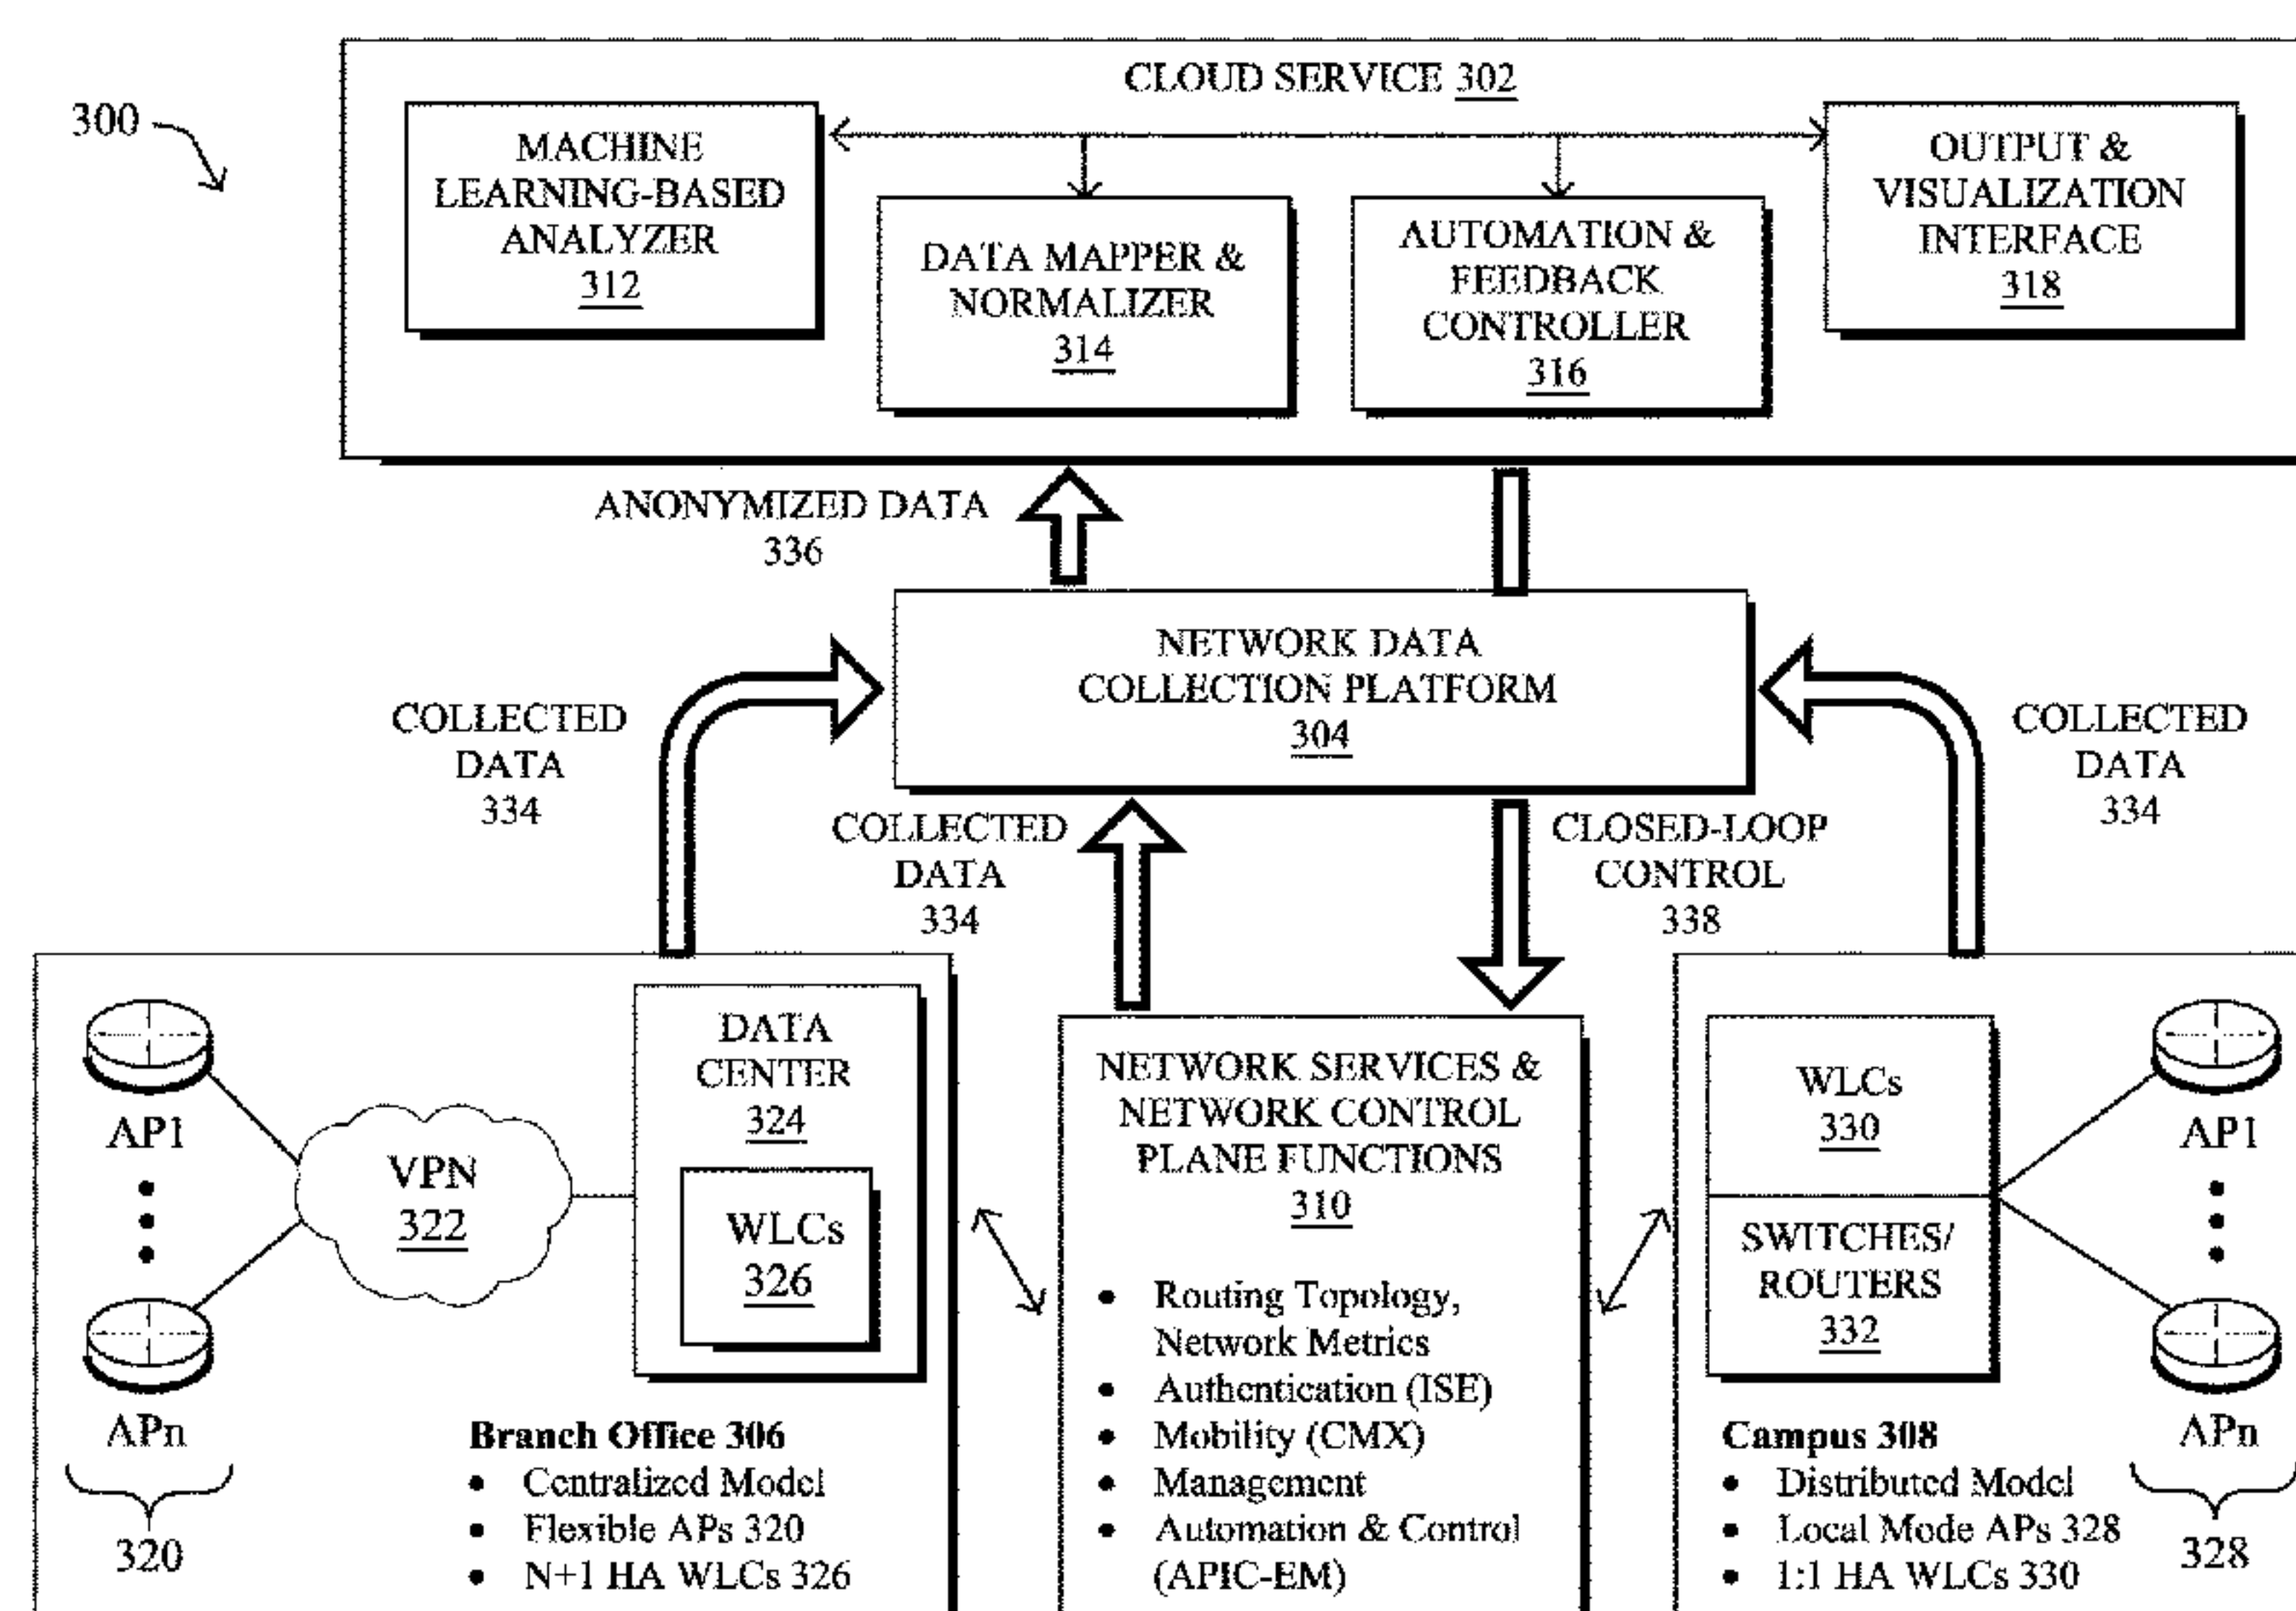 300
CLOUD SERVICE 302
MACHINE
LEARNING-BASED
ANALYZER
312
DATA MAPPER &
NORMALIZER
314
AUTOMATION &
FEEDBACK
CONTROLLER
316
OUTPUT &
VISUALIZATION
INTERFACE
318
ANONYMIZED DATA
336
NETWORK DATA
COLLECTION PLATFORM
304
COLLECTED
DATA
334
COLLECTED
DATA
334
CLOSED-LOOP
CONTROL
338
COLLECTED
DATA
334
AP1
APn
320
VPN
322
DATA
CENTER
324
WLCs
326
Branch Office 306
• Centralized Model
• Flexible APs 320
• N+1 HA WLCs 326
NETWORK SERVICES &
NETWORK CONTROL
PLANE FUNCTIONS
310
• Routing Topology,
Network Metrics
• Authentication (ISE)
• Mobility (CMX)
• Management
• Automation & Control
(APIC-EM)
WLCs
330
SWITCHES/
ROUTERS
332
Campus 308
• Distributed Model
• Local Mode APs 328
• 1:1 HA WLCs 330
AP1
APn
328